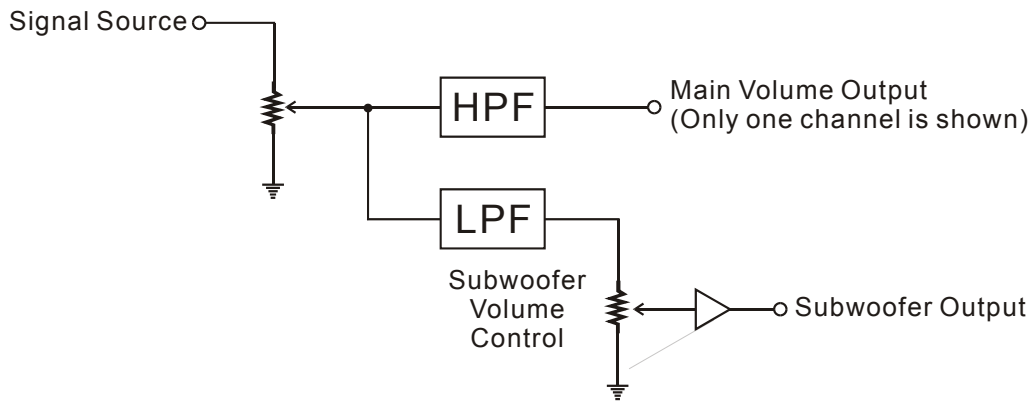 Signal Source
HPF
Main Volume Output
(Only one channel is shown)
LPF
Subwoofer
Volume
Control
Subwoofer Output